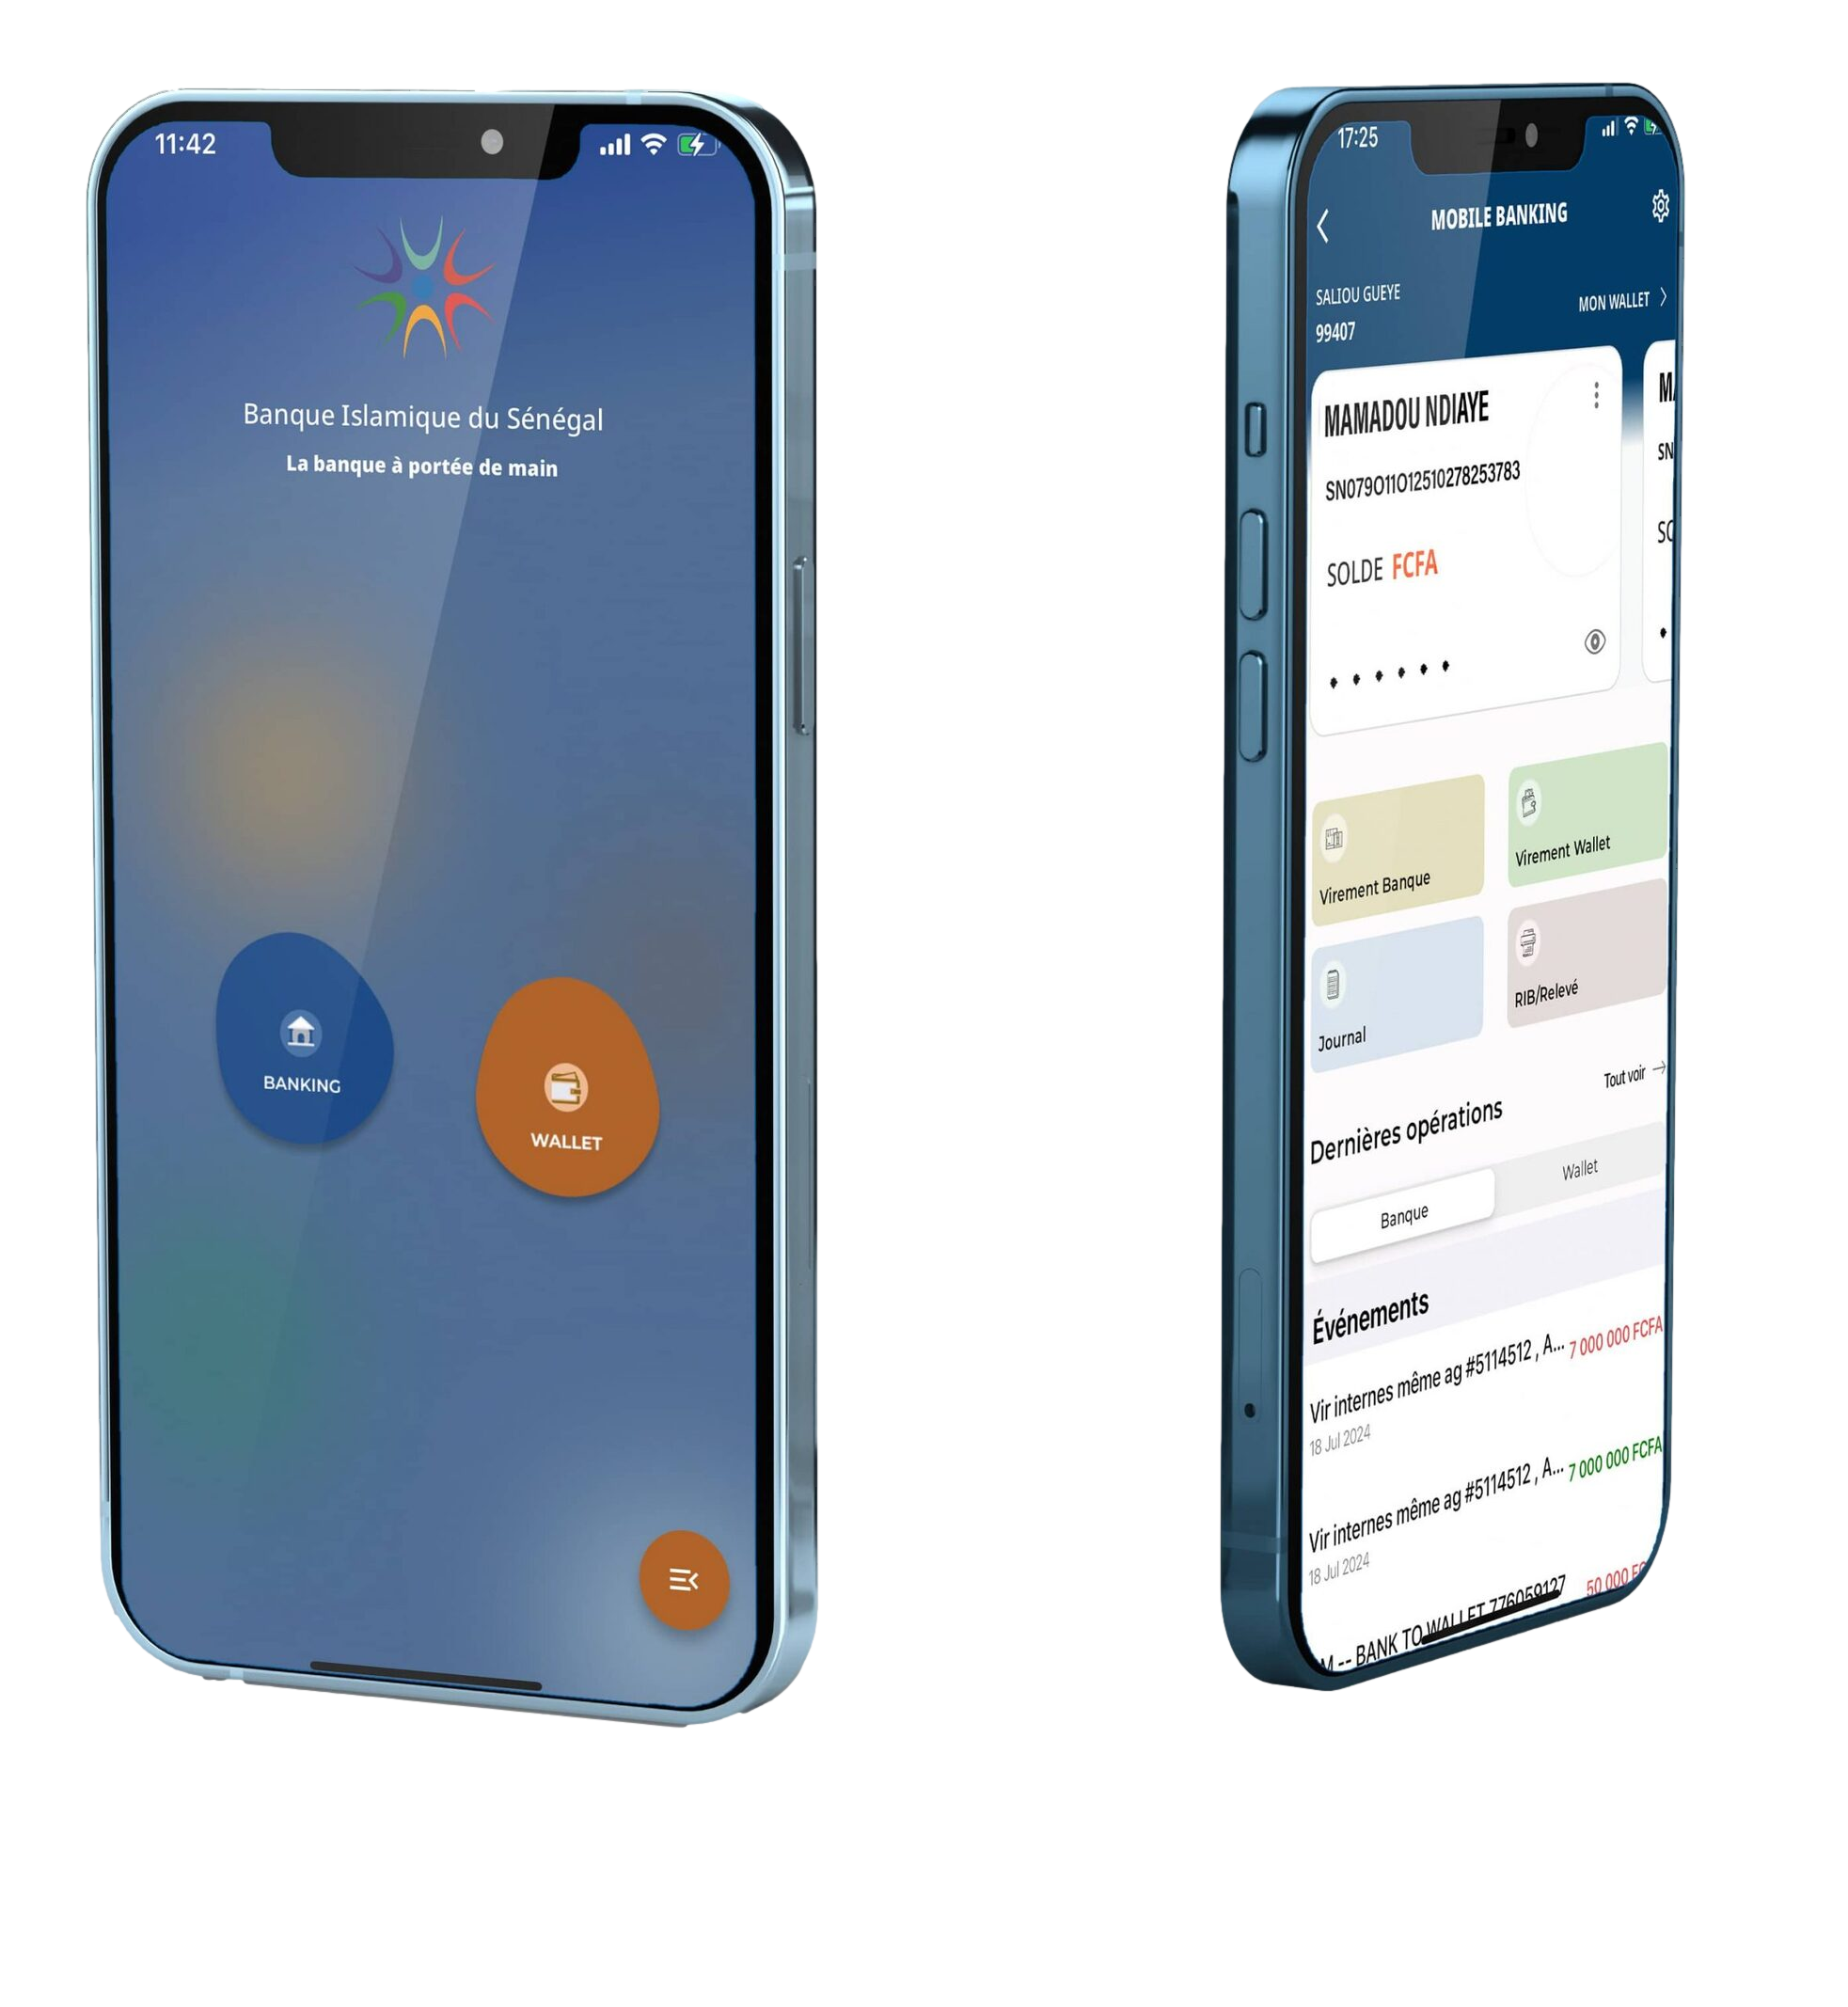 11:42
Banque Islamique du Sénégal
La banque à portée de main
BANKING
WALLET
17:25
MOBILE BANKING
SALIOU GUEYE
99407
MON WALLET
MAMADOU NDIAYE
SN079011012510278253783
SOLDE FCFA
SN
Virement Banque
Virement Wallet
Journal
RIB/Relevé
Tout voir →
Dernières opérations
Banque
Wallet
Événements
Vir internes même ag #5114512 , A... 7 000 000 FCFA
18 Jul 2024
Vir internes même ag #5114512 , A... 7 000 000 FCFA
18 Jul 2024
-- BANK TO WALLET 776059127 50 000